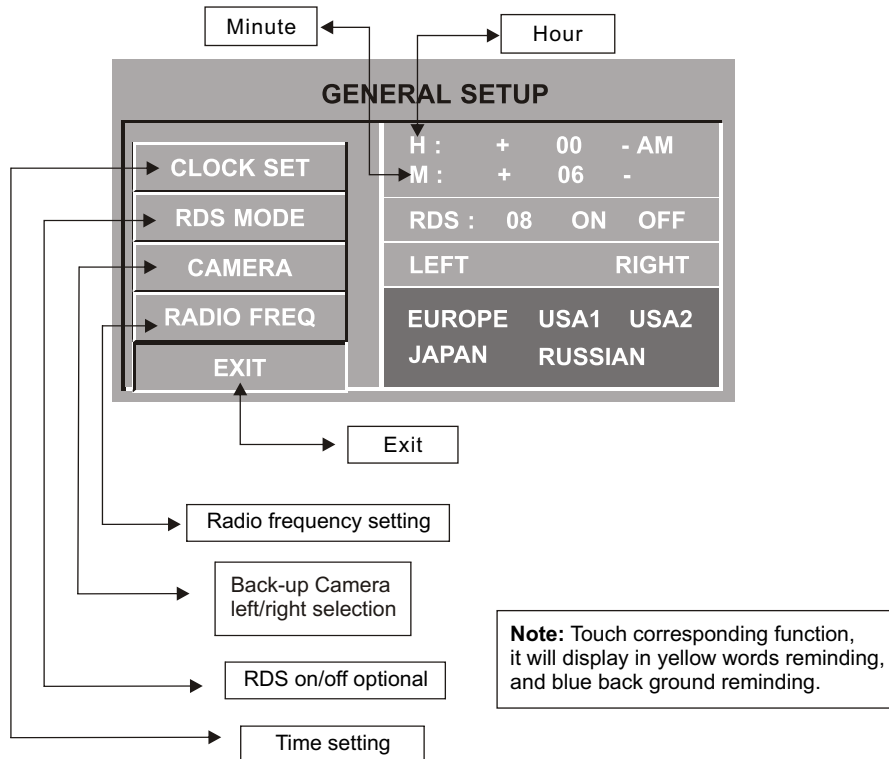 Minute
Hour
GENERAL SETUP
CLOCK SET
RDS MODE
CAMERA
RADIO FREQ
EXIT
H : + 00 - AM
M : + 06 -
RDS : 08 ON OFF
LEFT RIGHT
EUROPE USA1 USA2
JAPAN RUSSIAN
Exit
Radio frequency setting
Back-up Camera
left/right selection
RDS on/off optional
Time setting
Note: Touch corresponding function,
it will display in yellow words reminding,
and blue back ground reminding.